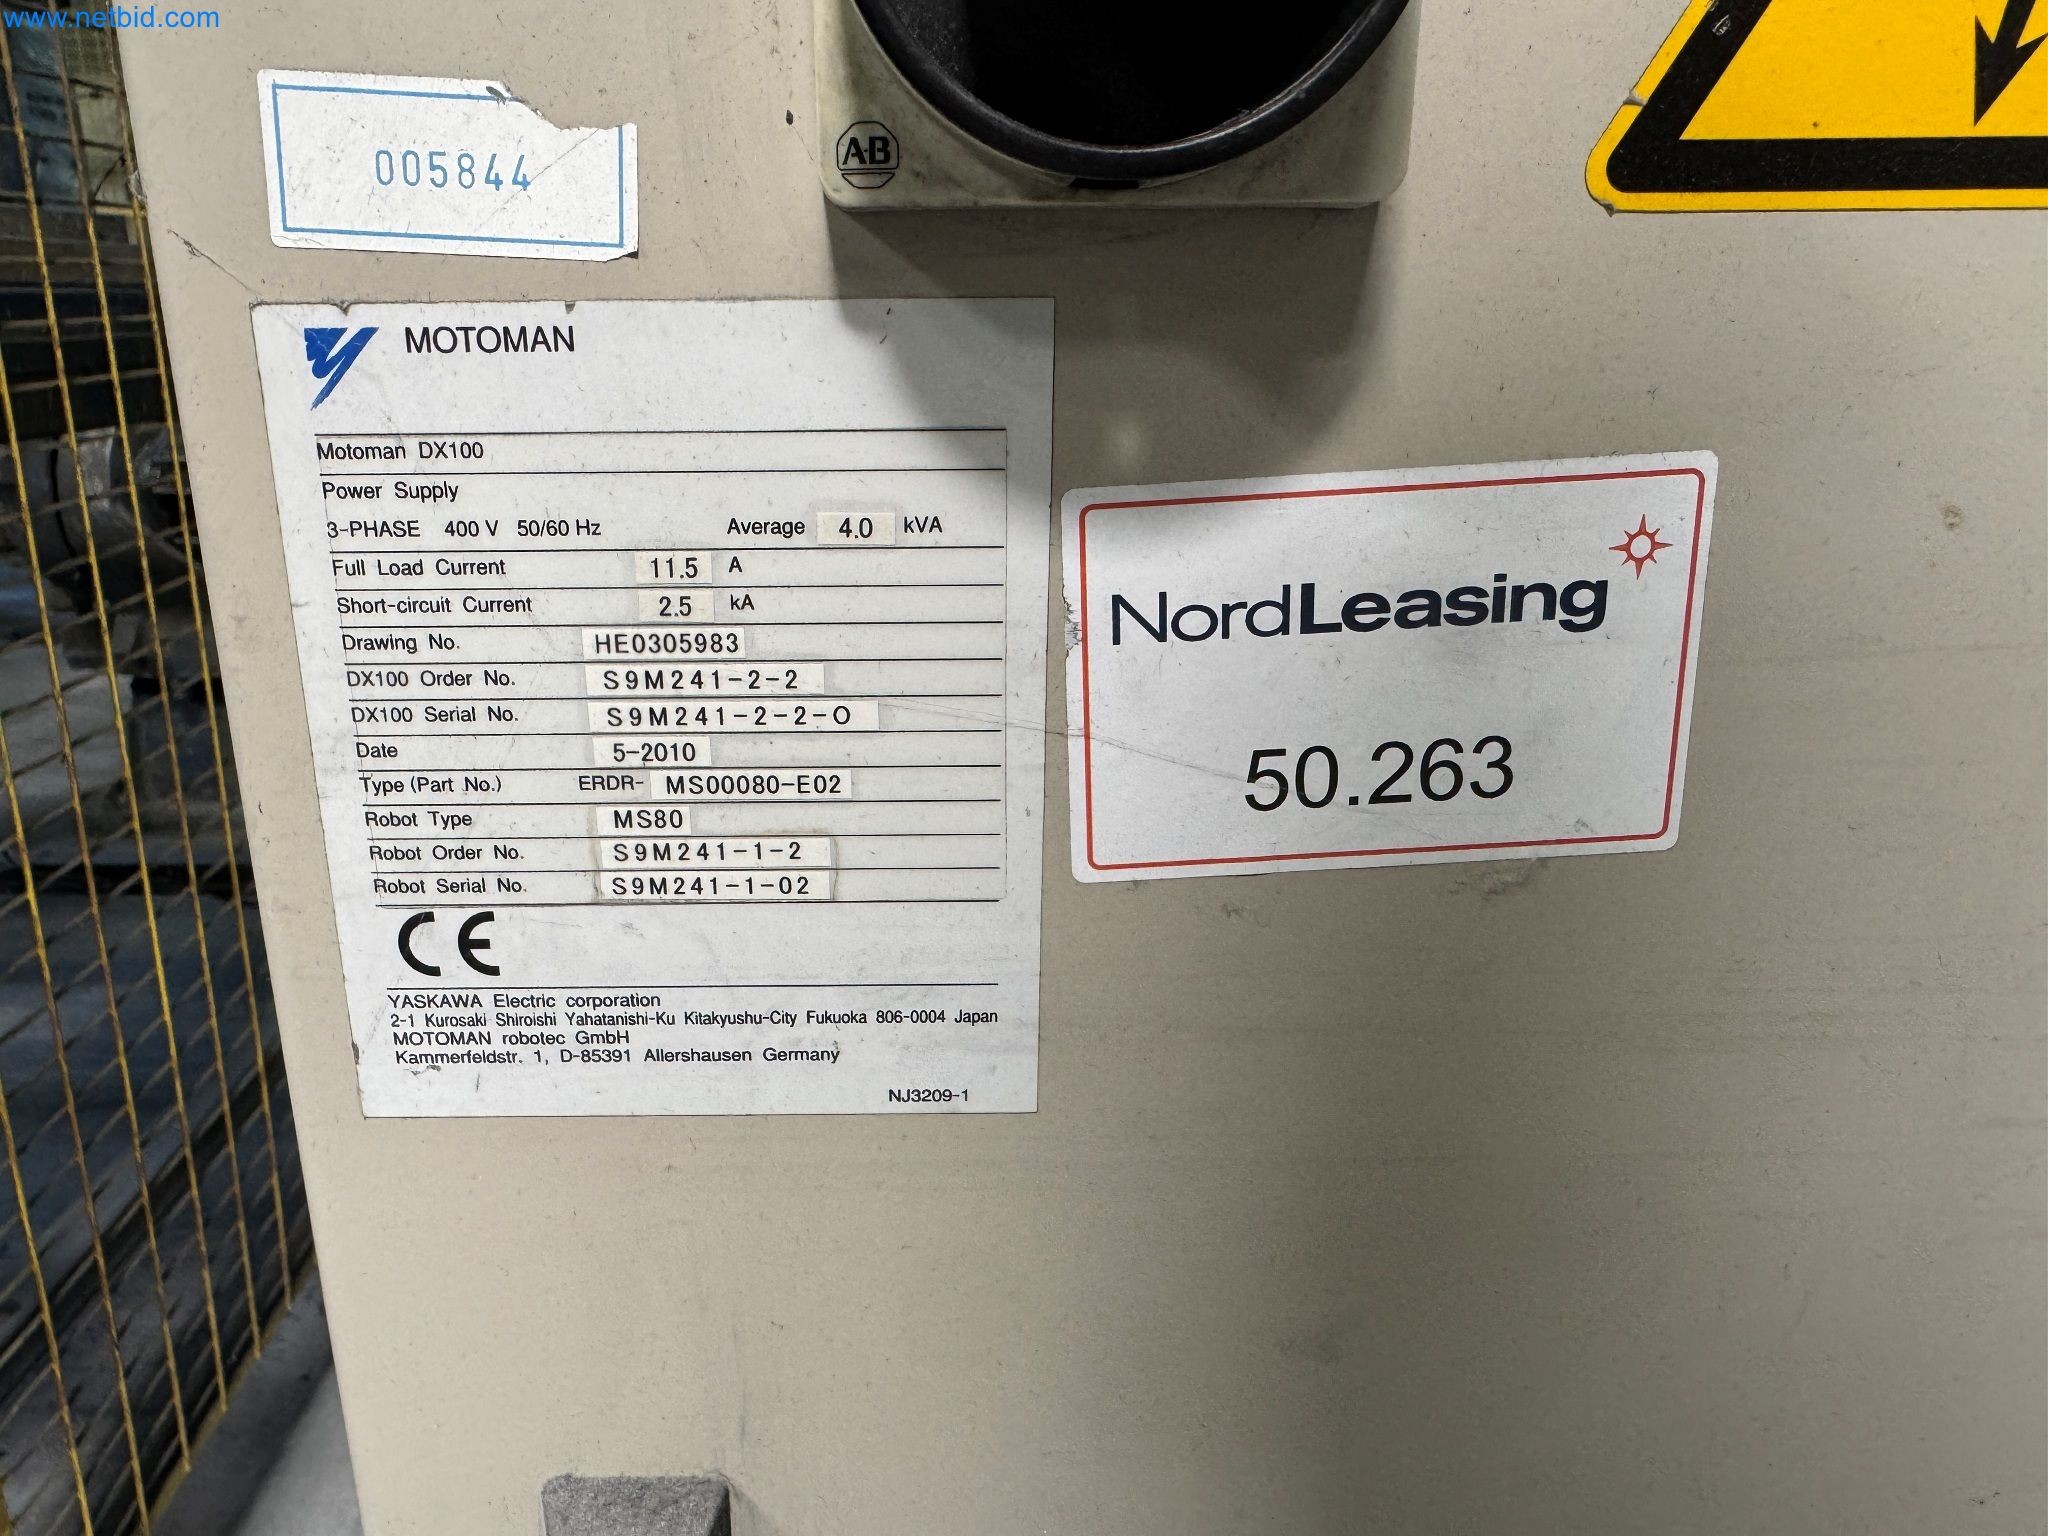 www.netbid.com
005844
A-B
MOTOMAN
Motoman DX100
Power Supply
3-PHASE 400 V 50/60 Hz Average 4.0 kVA
Full Load Current 11.5 A
Short-circuit Current 2.5 kA
Drawing No. HE0305983
DX100 Order No. S9M241-2-2
DX100 Serial No. S9M241-2-2-0
Date 5-2010
Type (Part No.) ERDR- MS00080-E02
Robot Type MS80
Robot Order No. S9M241-1-2
Robot Serial No. S9M241-1-02
CE
YASKAWA Electric corporation
2-1 Kurosaki Shiroishi Yahatanishi-Ku Kitakyushu-City Fukuoka 806-0004 Japan
MOTOMAN robotec GmbH
Kammerfeldstr. 1, D-85391 Allershausen Germany
NJ3209-1
NordLeasing
50.263